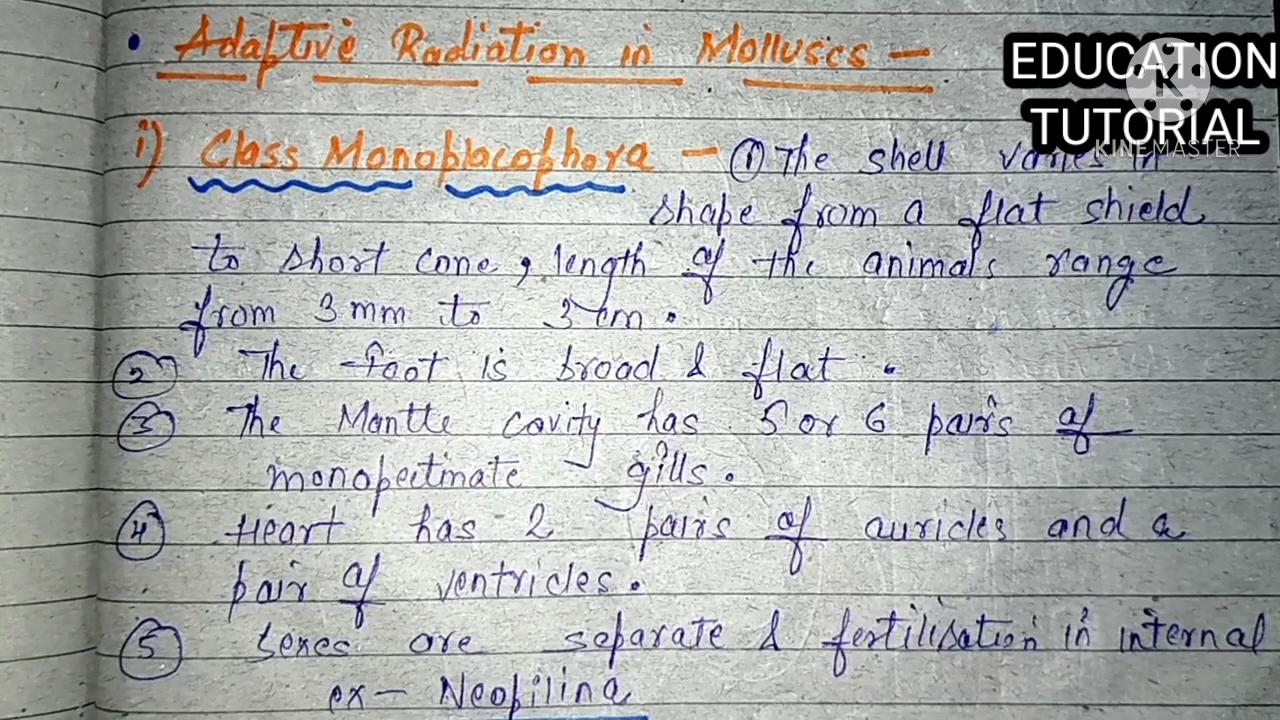 • Adaptive Radiation in Molluscs –
EDUCATION
TUTORIAL
KINEMASTER
i) Class Monoplacophora – ① The shell varies in
shape from a flat shield
to short cone, length of the animals range
from 3 mm to 3 cm.
② The foot is broad & flat.
③ The Mantle cavity has 5 or 6 pairs of
monopectinate gills.
④ Heart has 2 pairs of auricles and a
pair of ventricles.
⑤ Sexes are separate & fertilisation in internal
ex – Neopilina